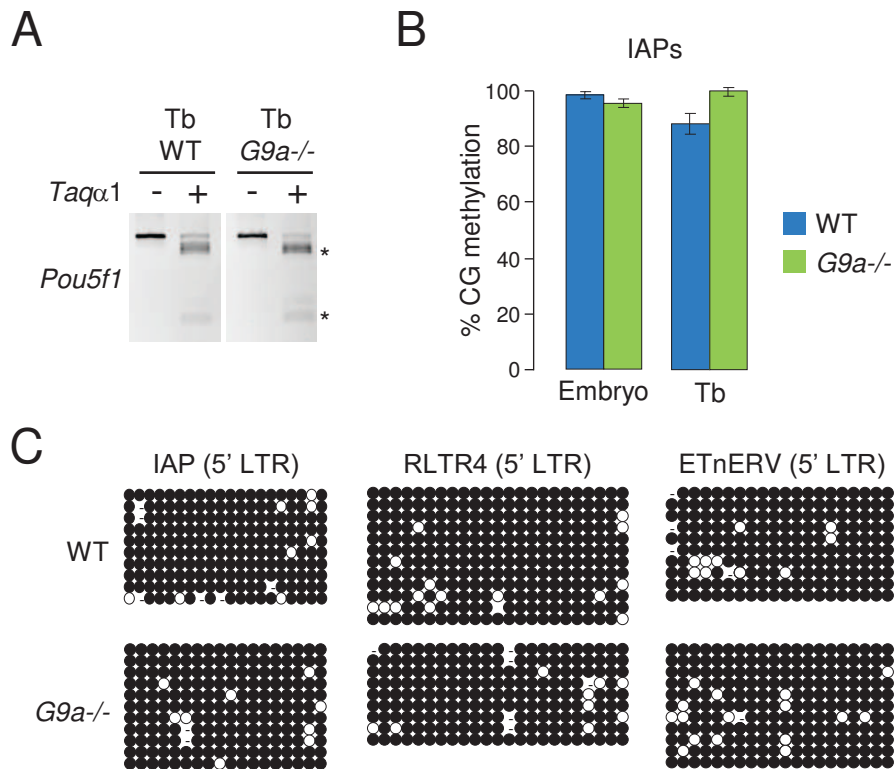 A
Tb
WT
Tb
G9a-/-
Taqα1 - + - +
Pou5f1
*
*
B
IAPs
% CG methylation
100
80
60
40
20
0
Embryo Tb
WT
G9a-/-
C
IAP (5' LTR) RLTR4 (5' LTR) ETnERV (5' LTR)
WT
G9a-/-